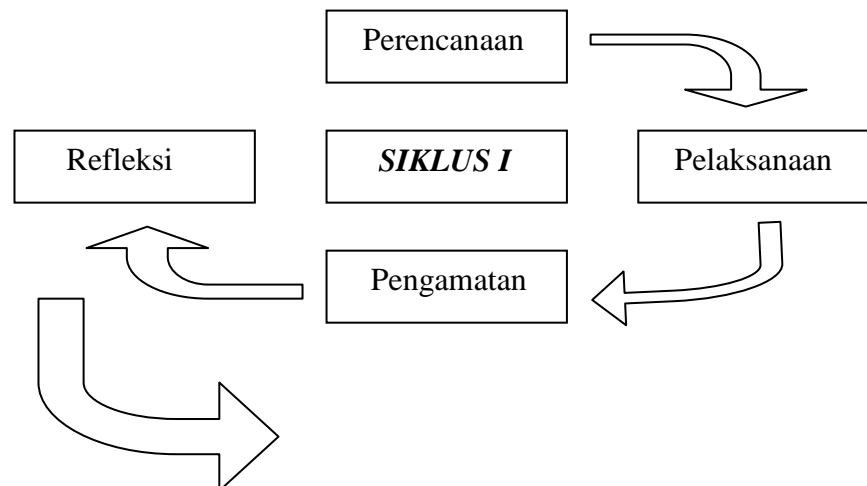 Perencanaan
Refleksi
SIKLUS I
Pelaksanaan
Pengamatan